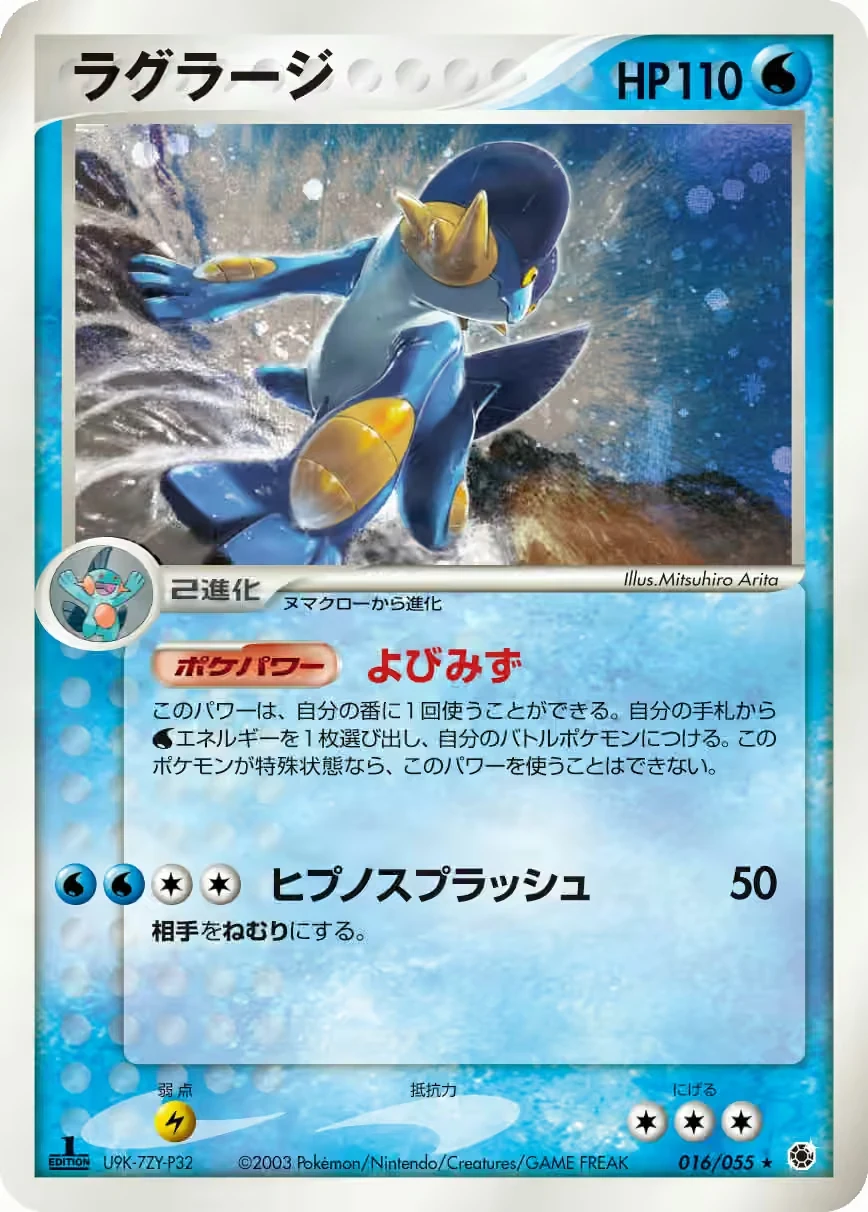 ラグラージ HP110
Illus.Mitsuhiro Arita
2進化 ヌマクローから進化
ポケパワー よびみず
このパワーは、自分の番に1回使うことができる。自分の手札から
エネルギーを1枚選び出し、自分のバトルポケモンにつける。この
ポケモンが特殊状態なら、このパワーを使うことはできない。
ヒプノスプラッシュ 50
相手をねむりにする。
弱点 抵抗力 にげる
1 EDITION U9K-7ZY-P32 ©2003 Pokémon/Nintendo/Creatures/GAME FREAK 016/055 ★